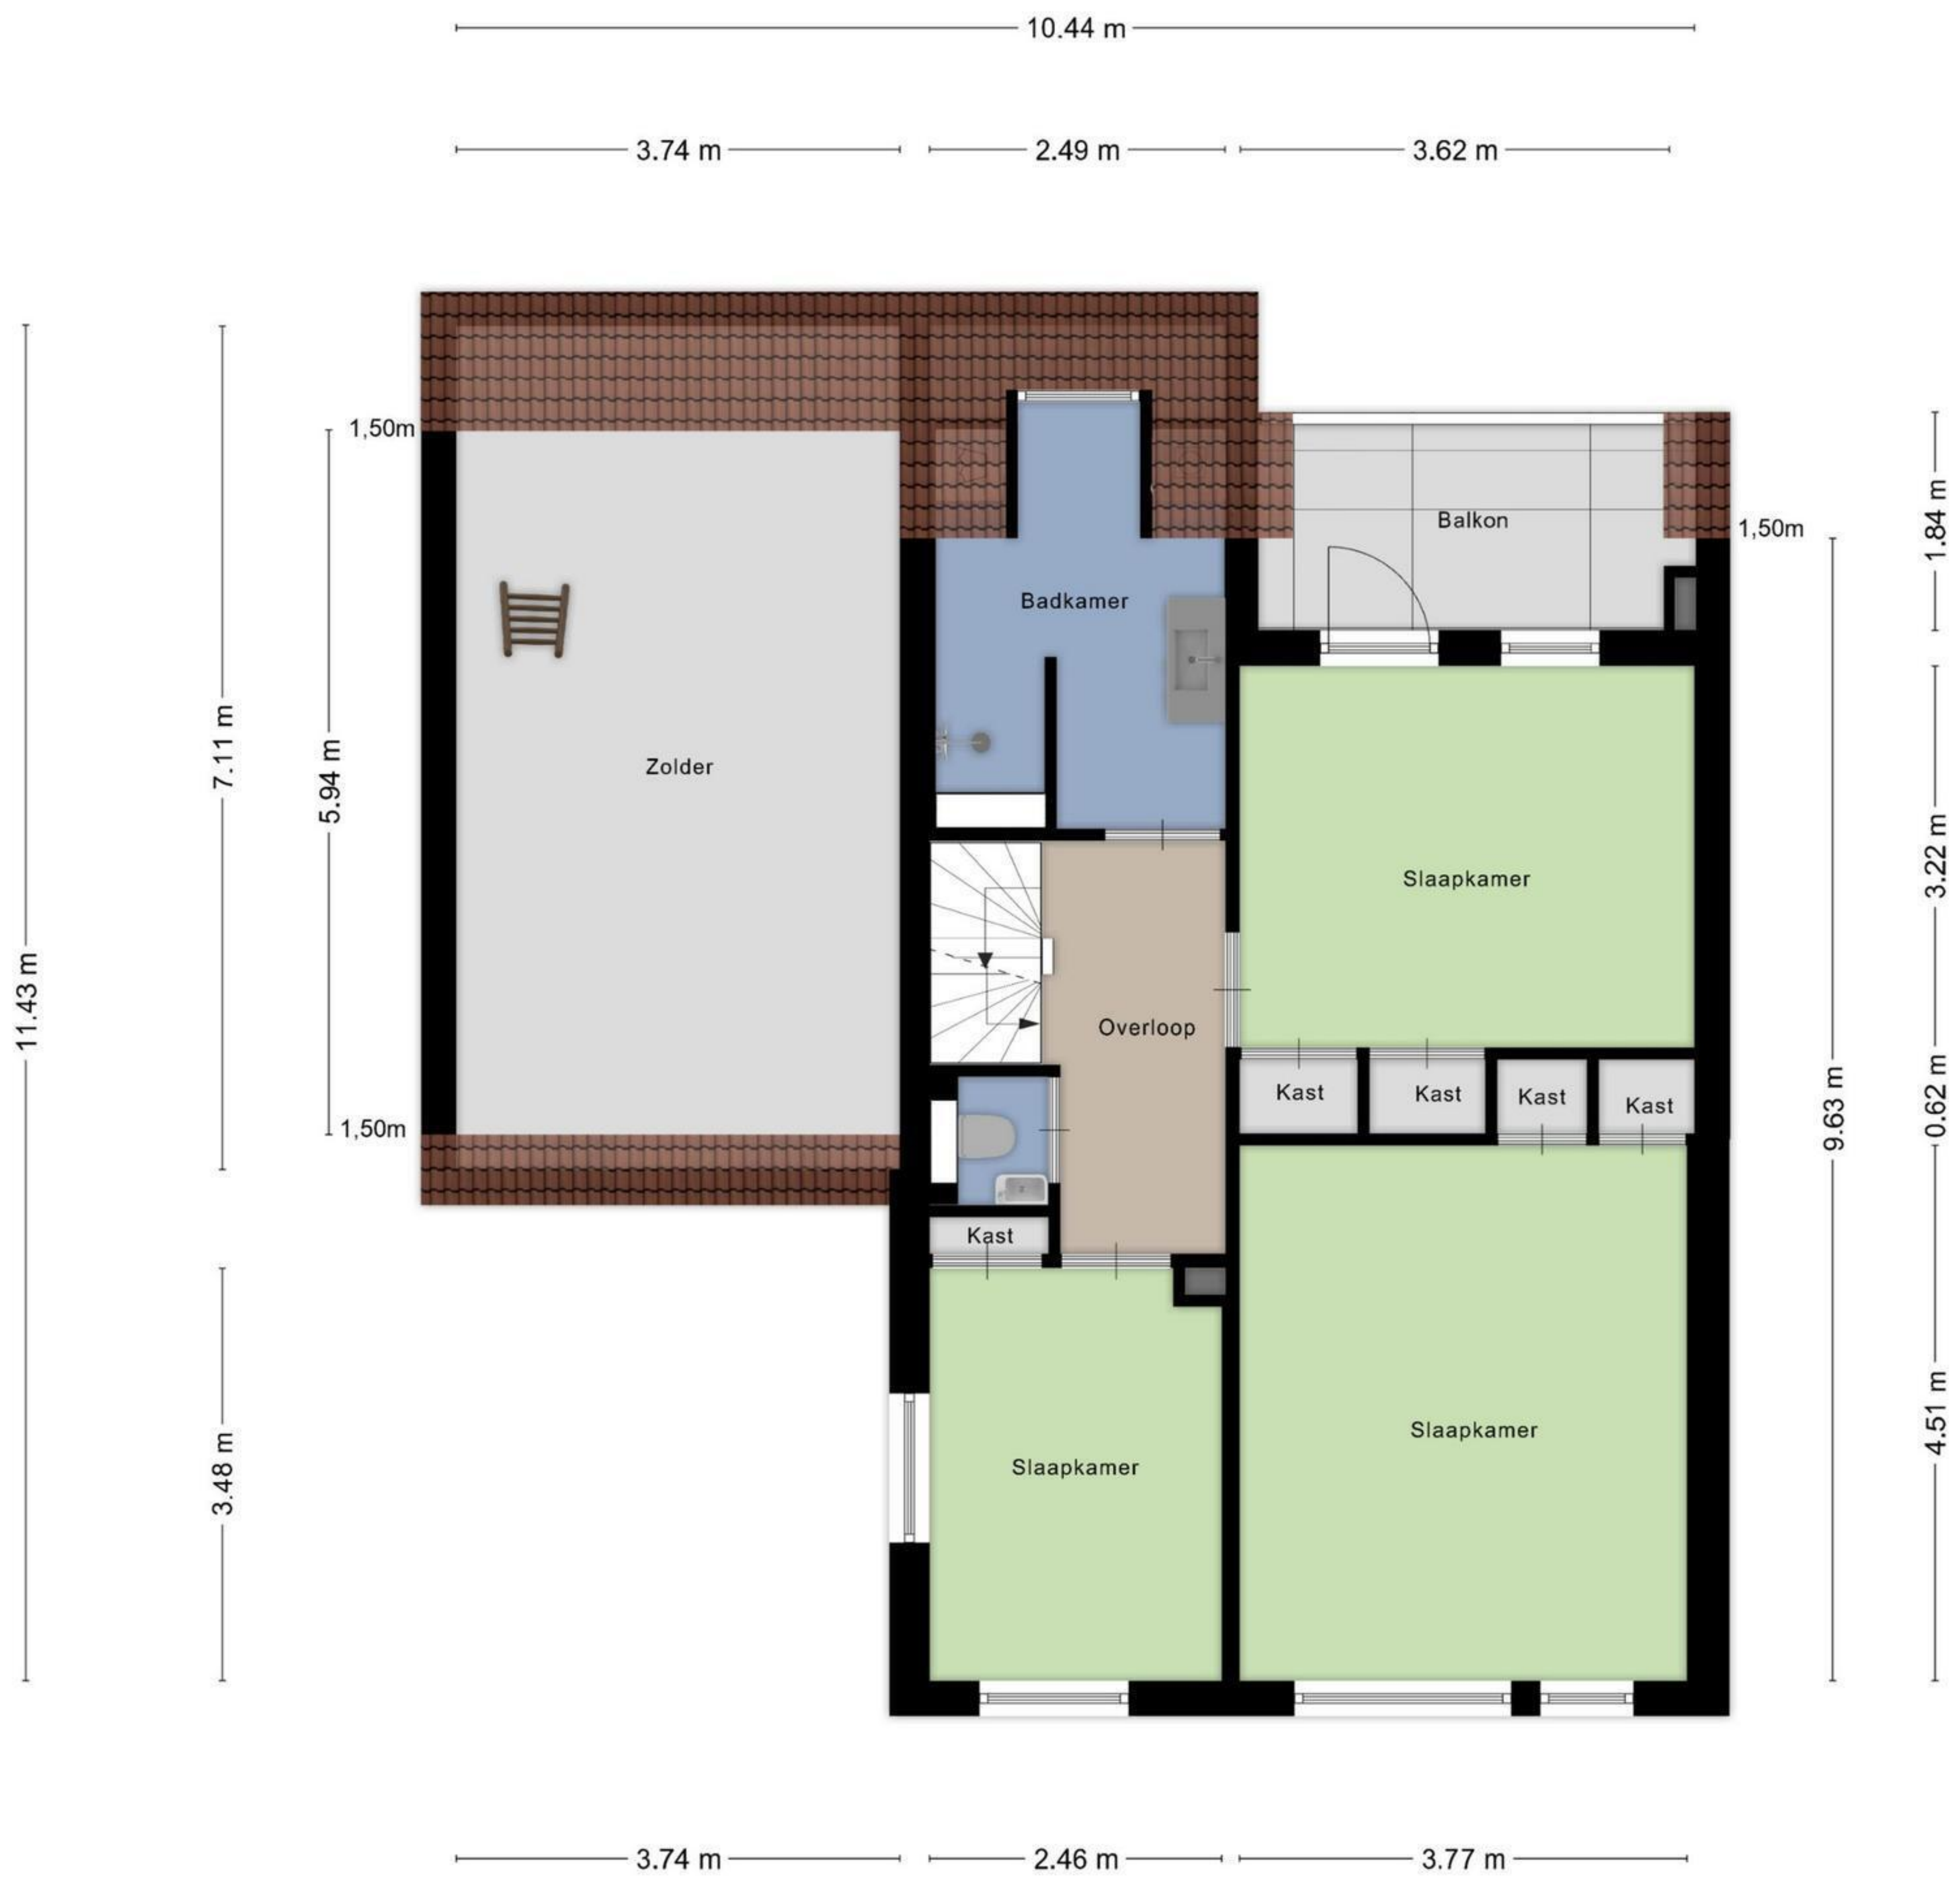 10.44 m
3.74 m
2.49 m
3.62 m
1,50m
Balkon
1,50m
1.84 m
Badkamer
7.11 m
5.94 m
Zolder
Slaapkamer
3.22 m
11.43 m
Overloop
Kast
Kast
Kast
Kast
0.62 m
9.63 m
1,50m
Kast
Slaapkamer
Slaapkamer
3.48 m
4.51 m
3.74 m
2.46 m
3.77 m